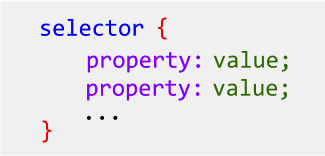 selector {
property: value;
property: value;
...
}